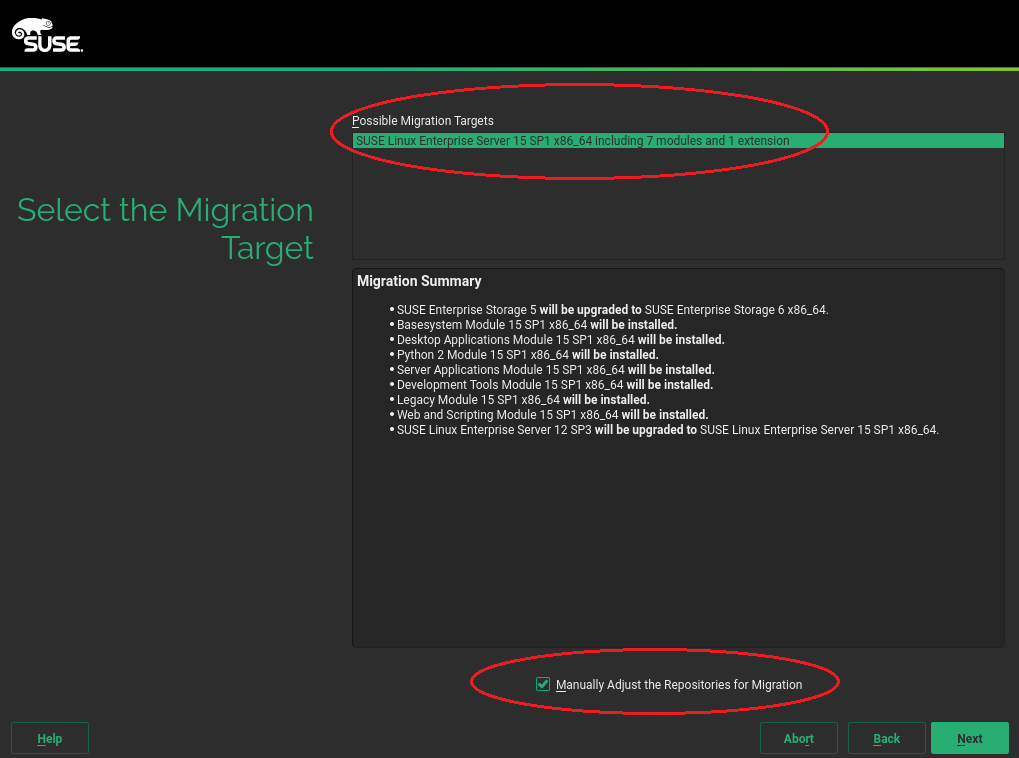 SUSE.
Possible Migration Targets
SUSE Linux Enterprise Server 15 SP1 x86_64 including 7 modules and 1 extension
Select the Migration
Target
Migration Summary
• SUSE Enterprise Storage 5 will be upgraded to SUSE Enterprise Storage 6 x86_64.
• Basesystem Module 15 SP1 x86_64 will be installed.
• Desktop Applications Module 15 SP1 x86_64 will be installed.
• Python 2 Module 15 SP1 x86_64 will be installed.
• Server Applications Module 15 SP1 x86_64 will be installed.
• Development Tools Module 15 SP1 x86_64 will be installed.
• Legacy Module 15 SP1 x86_64 will be installed.
• Web and Scripting Module 15 SP1 x86_64 will be installed.
• SUSE Linux Enterprise Server 12 SP3 will be upgraded to SUSE Linux Enterprise Server 15 SP1 x86_64.
Manually Adjust the Repositories for Migration
Help
Abort
Back
Next